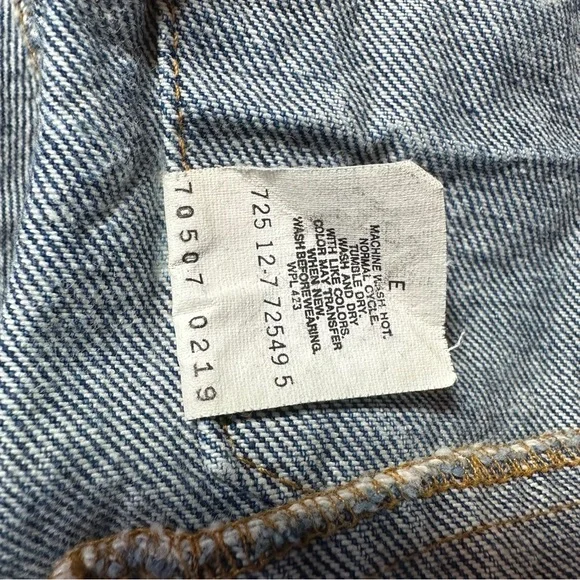 E
MACHINE WASH HOT.
NORMAL CYCLE.
TUMBLE DRY.
WASH AND DRY
WITH LIKE COLORS.
COLOR MAY TRANSFER
WHEN NEW.
WASH BEFORE WEARING.
WPL 423
725 12-7 72549 5
70507 0219